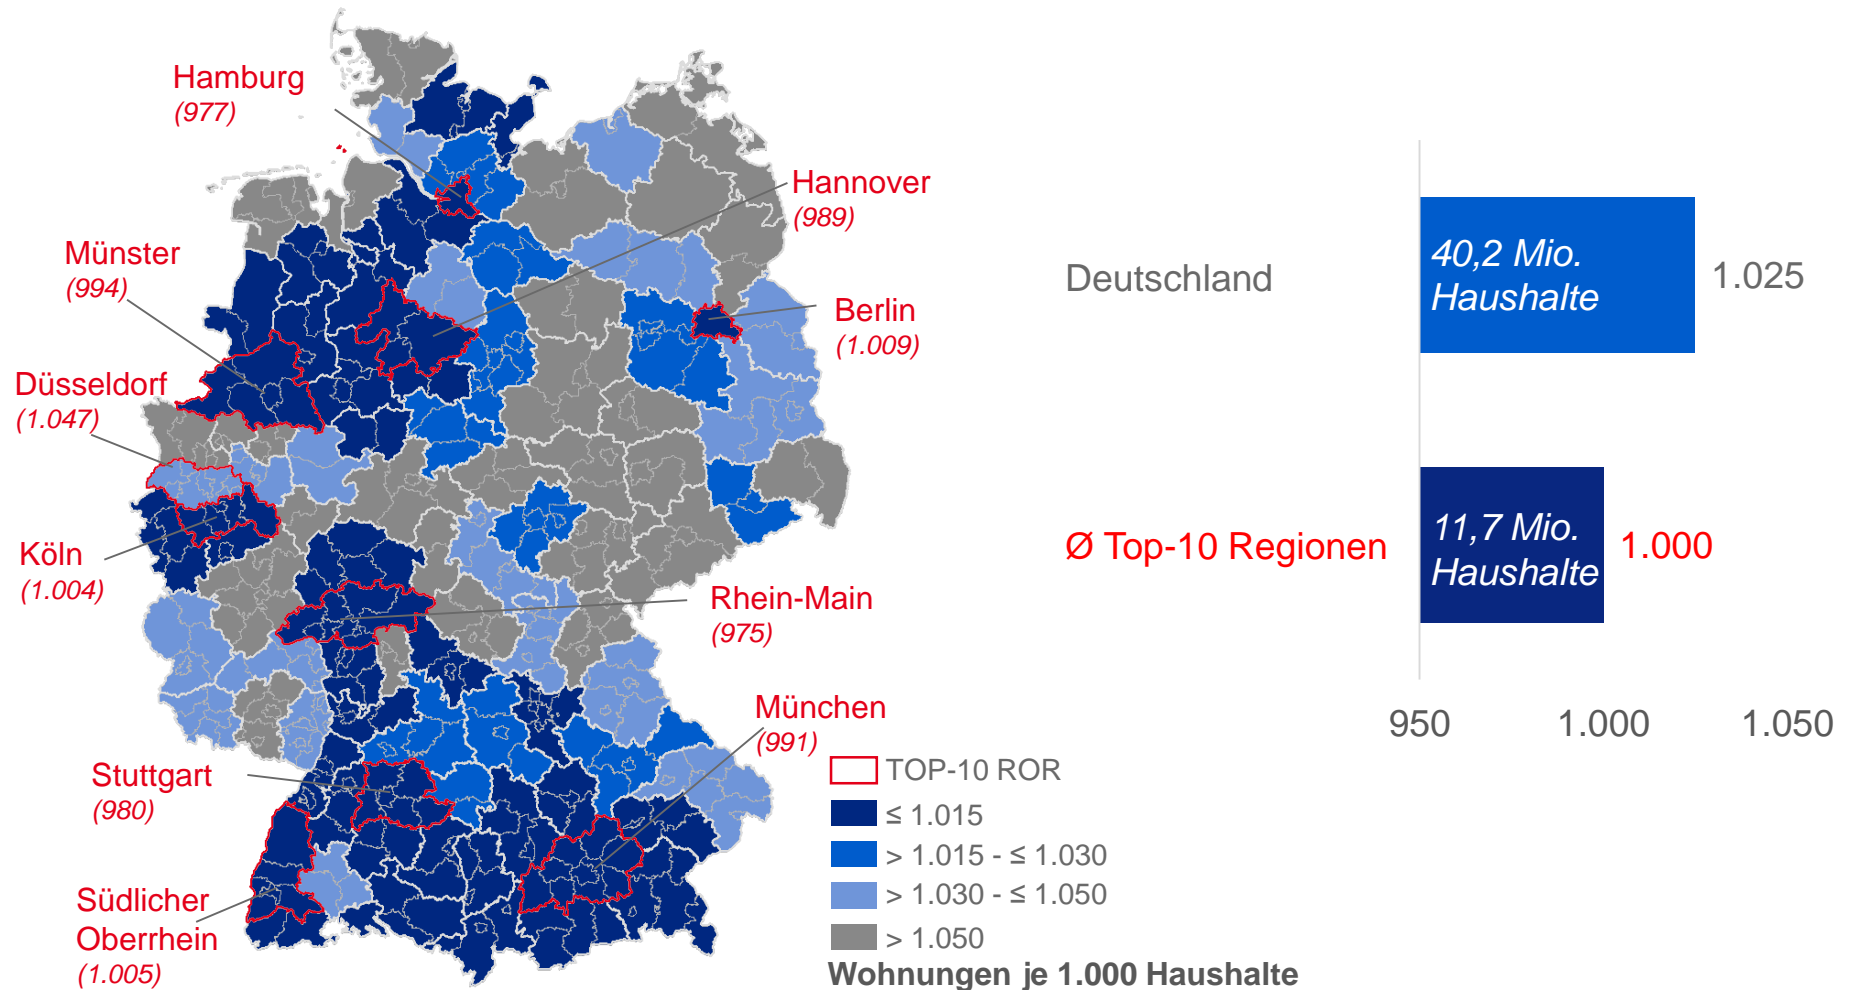 Hamburg
(977)
Hannover
(989)
Münster
(994)
Berlin
(1.009)
Düsseldorf
(1.047)
Köln
(1.004)
Rhein-Main
(975)
München
(991)
Stuttgart
(980)
Südlicher
Oberrhein
(1.005)
TOP-10 ROR
≤ 1.015
> 1.015 - ≤ 1.030
> 1.030 - ≤ 1.050
> 1.050
Wohnungen je 1.000 Haushalte
Deutschland
40,2 Mio.
Haushalte
1.025
Ø Top-10 Regionen
11,7 Mio.
Haushalte
1.000
950 1.000 1.050